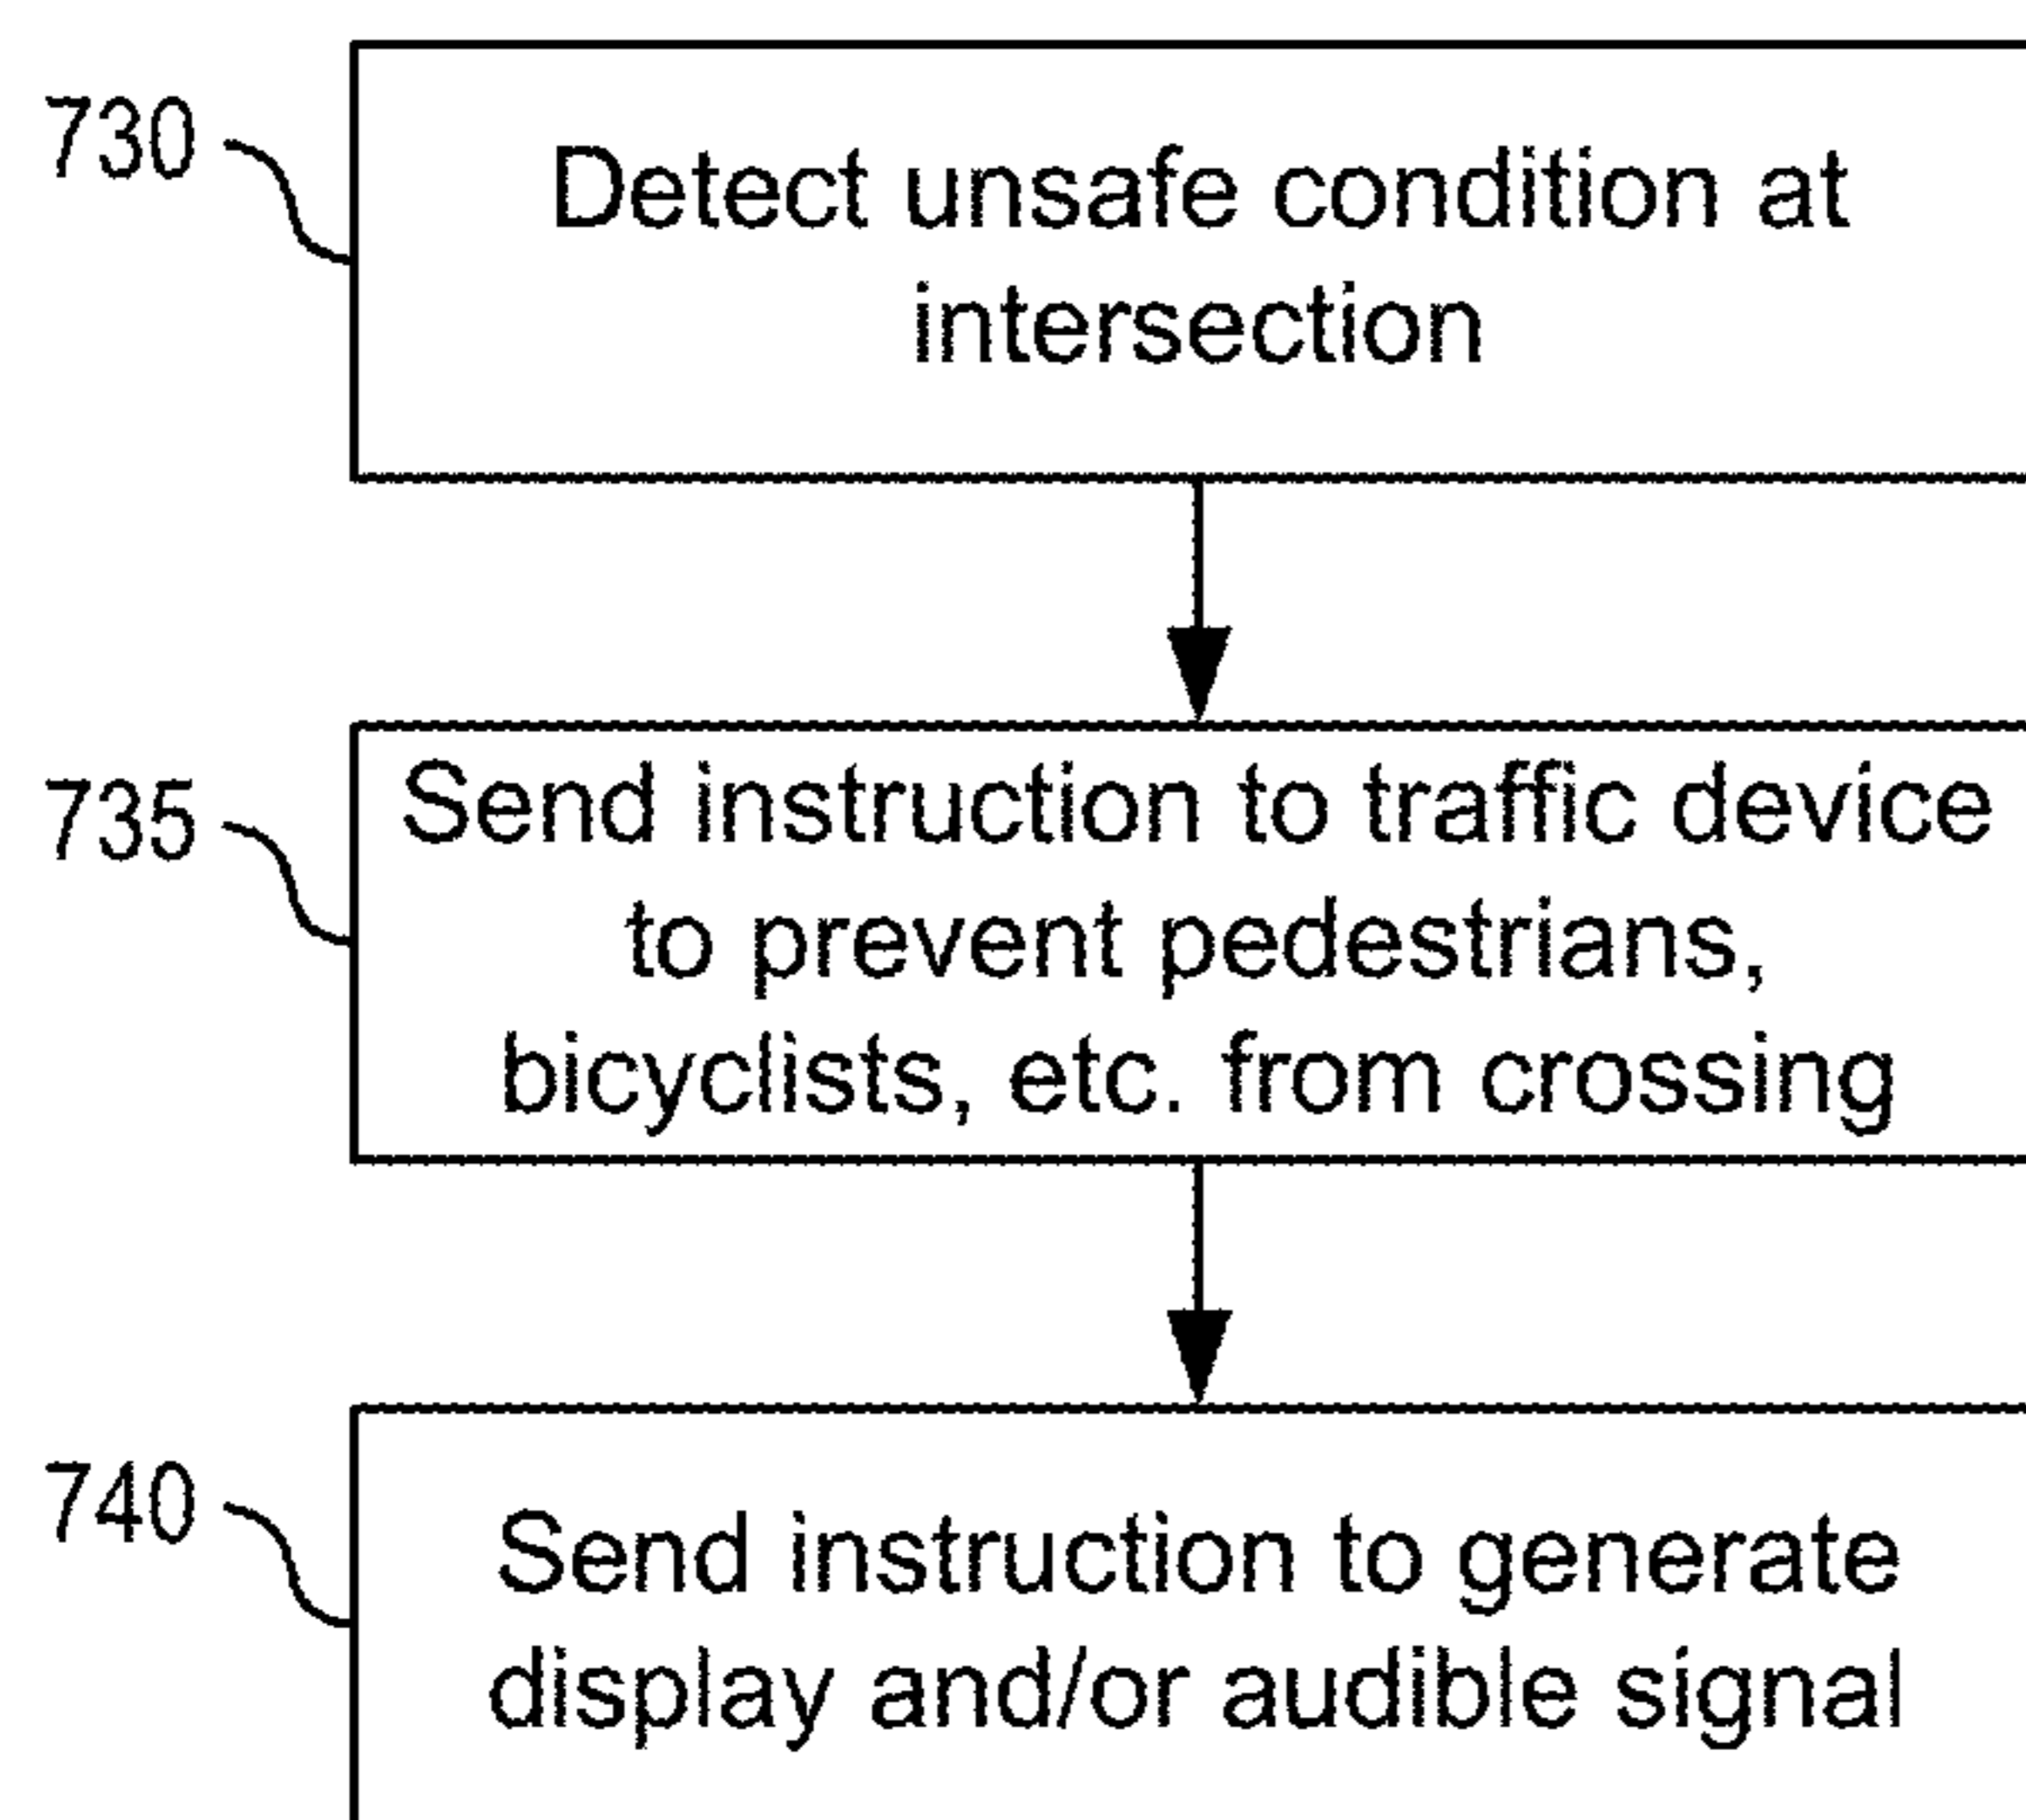 730
Detect unsafe condition at
intersection
735
Send instruction to traffic device
to prevent pedestrians,
bicyclists, etc. from crossing
740
Send instruction to generate
display and/or audible signal